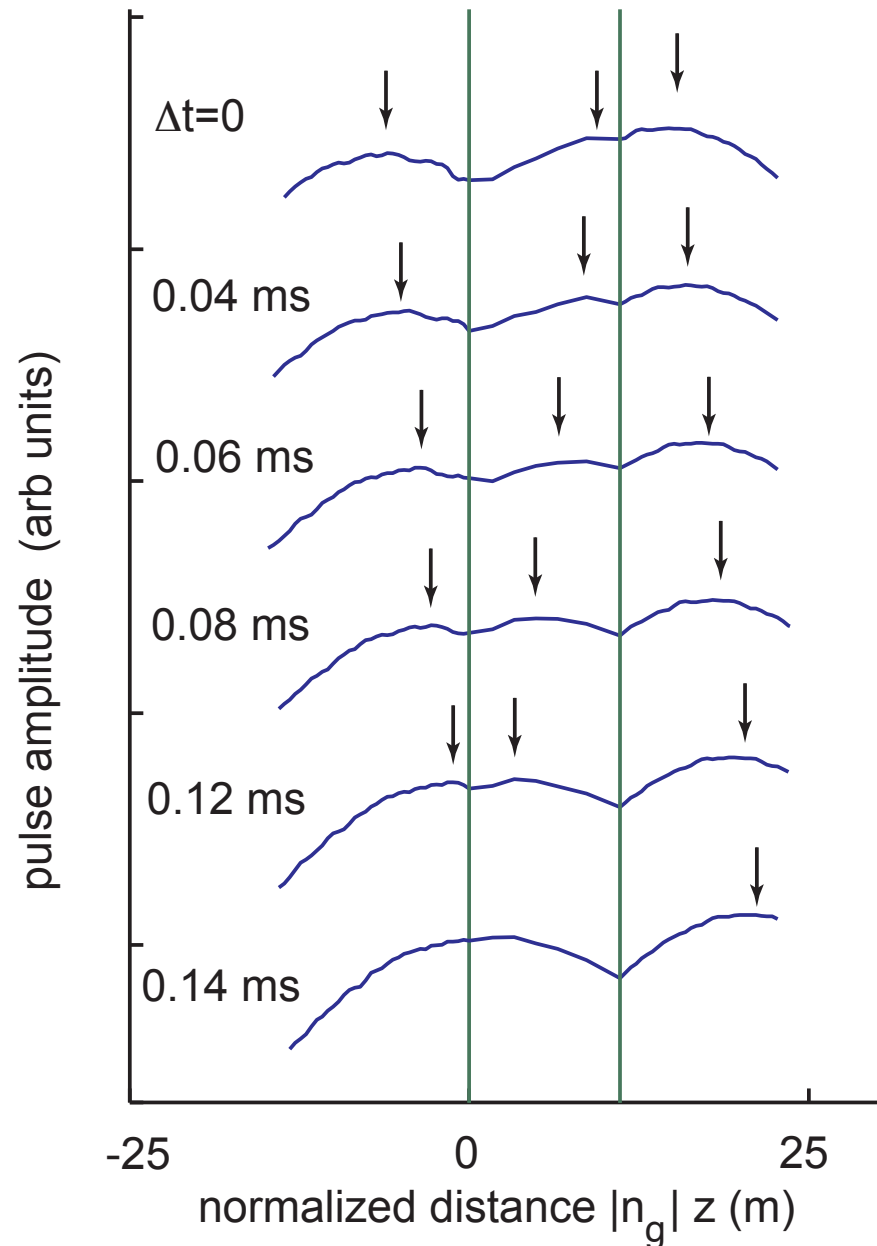 Δt=0
0.04 ms
0.06 ms
0.08 ms
0.12 ms
0.14 ms
pulse amplitude (arb units)
-25 0 25
normalized distance |n_g| z (m)